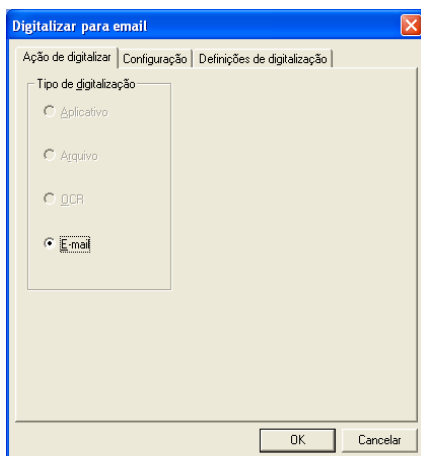 Digitalizar para email
Ação de digitalizar Configuração Definições de digitalização
Tipo de digitalização
Aplicativo
Arquivo
OCR
E-mail
OK Cancelar